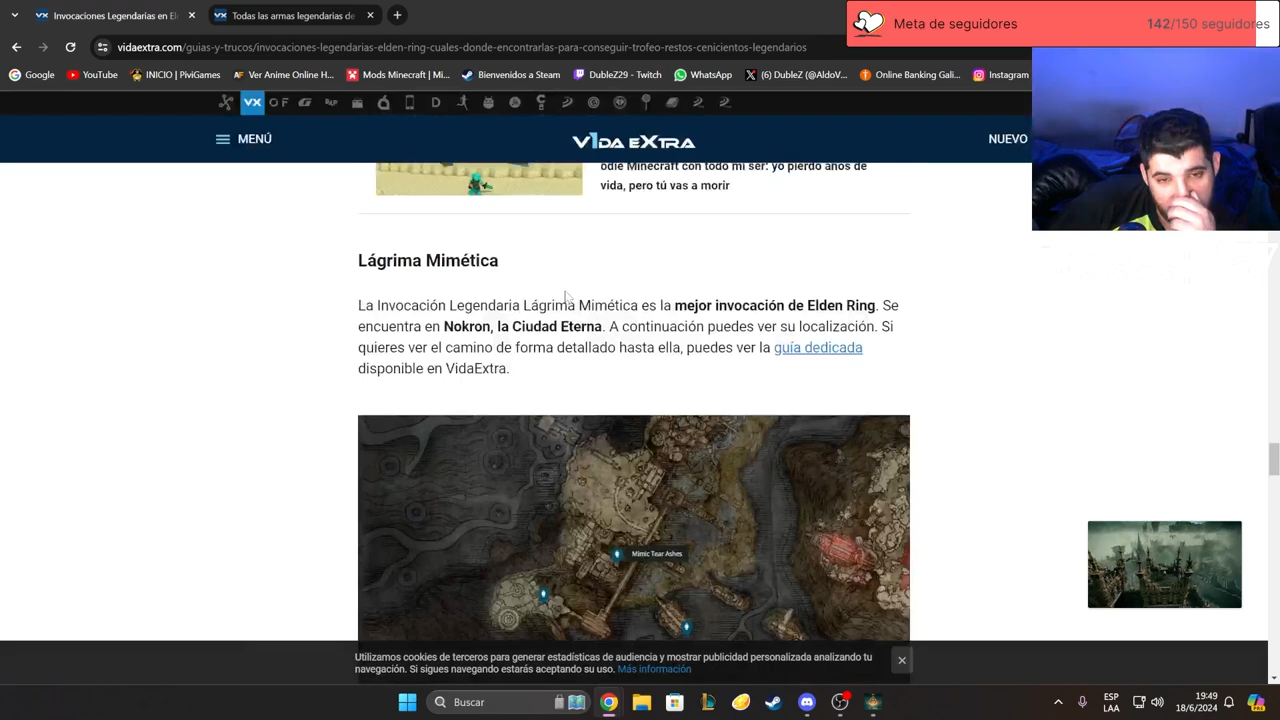 Invocaciones Legendarias en El
Todas las armas legendarias de
Meta de seguidores
142/150 seguidores
vidaextra.com/guias-y-trucos/invocaciones-legendarias-elden-ring-cuales-donde-encontrarlas-para-conseguir-trofeo-restos-cenicientos-legendarios
Google
YouTube
INICIO | PiviGames
Ver Anime Online H...
Mods Minecraft | Mi...
Bienvenidos a Steam
DubleZ29 - Twitch
WhatsApp
(6) DubleZ (@AldoV...
Online Banking Gali...
Instagram
VX
MENÚ
VIDA EXTRA
NUEVO
odie Minecraft con todo mi ser: yo pierdo años de
vida, pero tú vas a morir
Lágrima Mimética
La Invocación Legendaria Lágrima Mimética es la mejor invocación de Elden Ring. Se
encuentra en Nokron, la Ciudad Eterna. A continuación puedes ver su localización. Si
quieres ver el camino de forma detallado hasta ella, puedes ver la guía dedicada
disponible en VidaExtra.
Mimic Tear Ashes
Utilizamos cookies de terceros para generar estadísticas de audiencia y mostrar publicidad personalizada analizando tu
navegación. Si sigues navegando estarás aceptando su uso. Más información
Buscar
ESP
LAA
19:49
18/6/2024